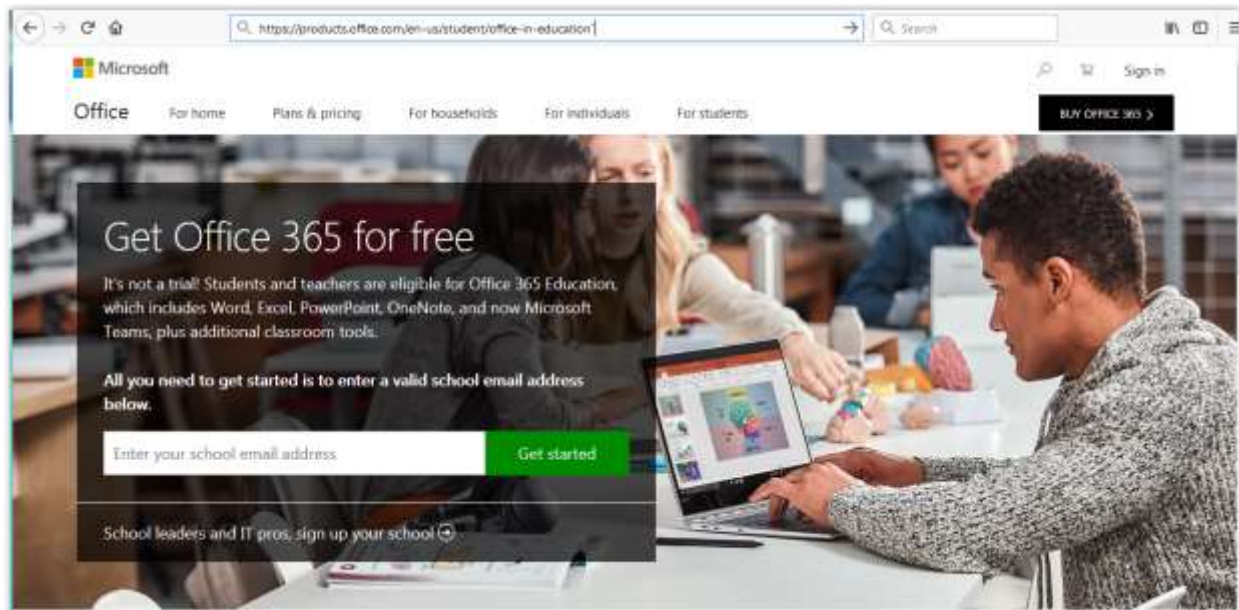 https://products.office.com/en-us/student/office-in-education
Search
Microsoft
Sign in
Office For home Plans & pricing For households For individuals For students
BUY OFFICE 365 >
Get Office 365 for free
It's not a trial! Students and teachers are eligible for Office 365 Education,
which includes Word, Excel, PowerPoint, OneNote, and now Microsoft
Teams, plus additional classroom tools.
All you need to get started is to enter a valid school email address
below.
Enter your school email address
Get started
School leaders and IT pros, sign up your school